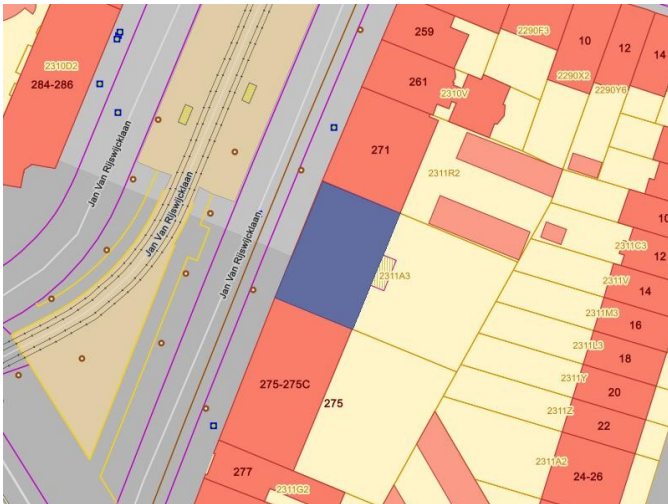 259
2290F3
10
12
14
2310D2
284-286
261
2310V
2290X2
2290Y6
271
2311R2
Jan Van Rijswijcklaan
Jan Van Rijswijcklaan
Jan Van Rijswijcklaan
10
2311C3
12
2311A3
2311V
14
2311M3
16
2311L3
18
275-275C
275
2311Y
20
2311Z
22
2311A2
277
24-26
2311G2